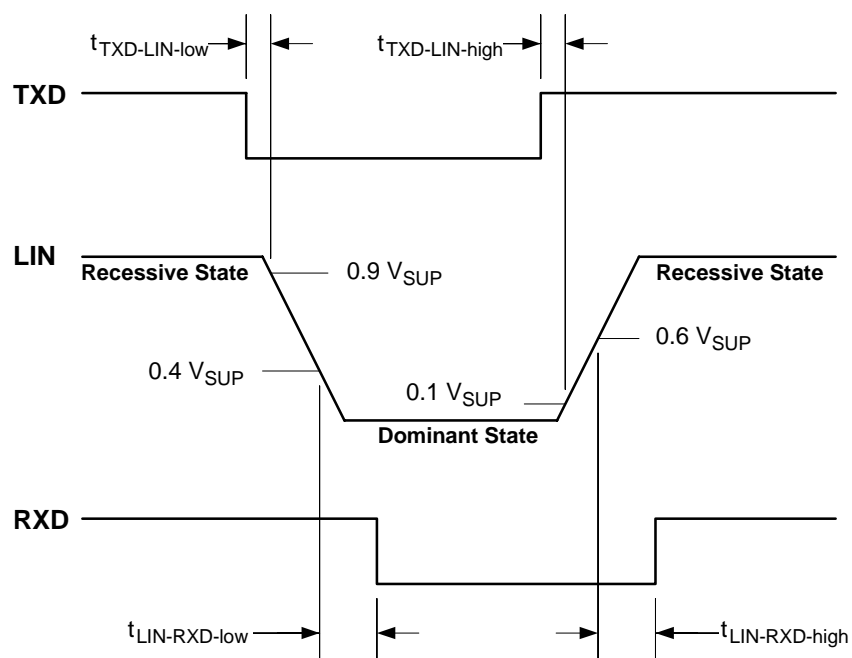 tTXD-LIN-low
tTXD-LIN-high
TXD
LIN
Recessive State
0.9 VSUP
Recessive State
0.6 VSUP
0.4 VSUP
0.1 VSUP
Dominant State
RXD
tLIN-RXD-low
tLIN-RXD-high